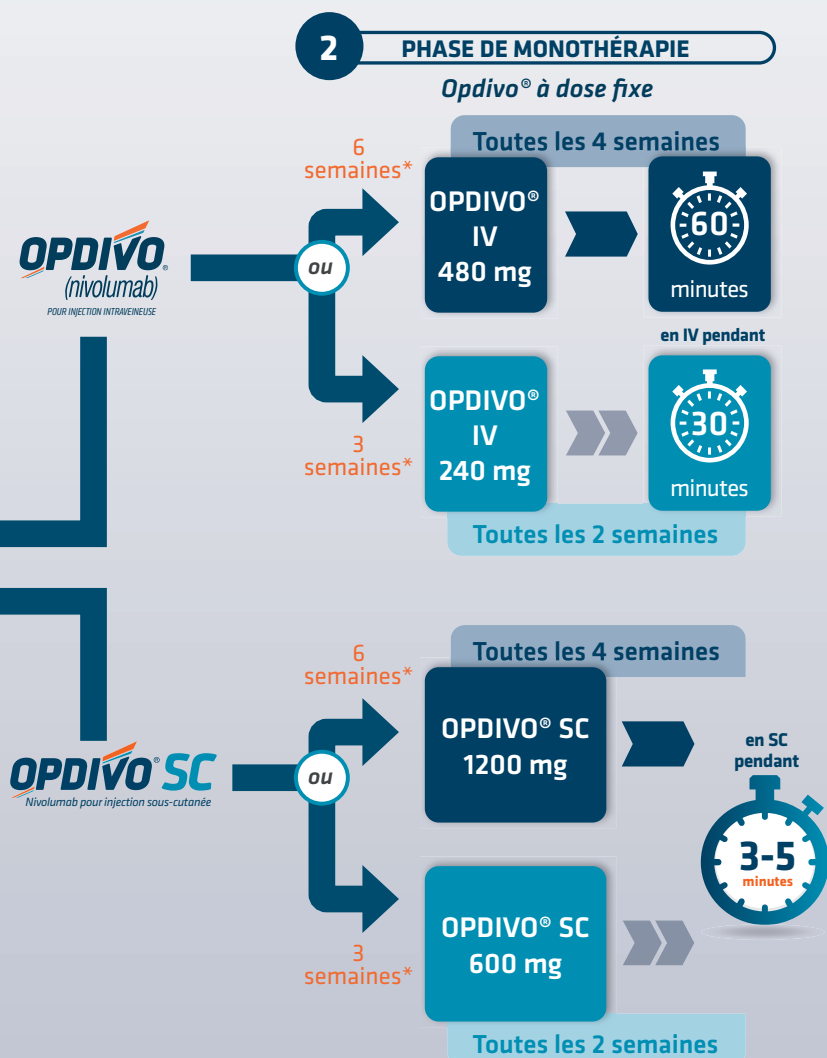 2
PHASE DE MONOTHÉRAPIE
Opdivo® à dose fixe
Toutes les 4 semaines
6
semaines*
OPDIVO®
IV
480 mg
60
minutes
OPDIVO®
(nivolumab)
POUR INJECTION INTRAVEINEUSE
ou
en IV pendant
OPDIVO®
IV
240 mg
30
minutes
3
semaines*
Toutes les 2 semaines
Toutes les 4 semaines
6
semaines*
OPDIVO® SC
1200 mg
en SC
pendant
3-5
minutes
OPDIVO® SC
Nivolumab pour injection sous-cutanée
ou
OPDIVO® SC
600 mg
3
semaines*
Toutes les 2 semaines